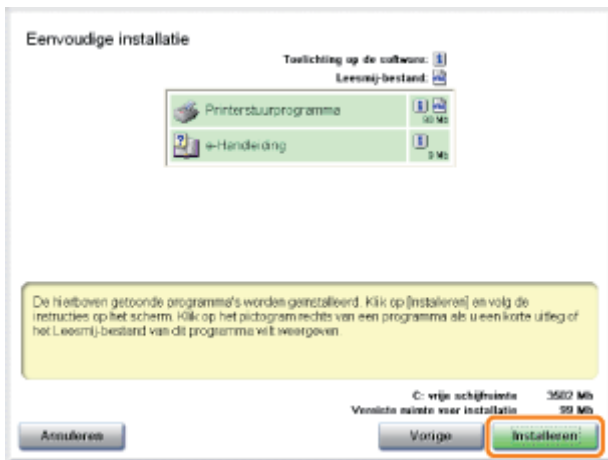 Eenvoudige installatie
Toelichting op de software:
Leesmij-bestand:
Printerstuurprogramma
90 Mb
e-Handleiding
9 Mb
De hierboven getoonde programma's worden geïnstalleerd. Klik op [Installeren] en volg de
instructies op het scherm. Klik op het pictogram rechts van een programma als u een korte uitleg of
het Leesmij-bestand van dit programma wilt weergeven.
C: vrije schijfruimte 3502 Mb
Vereiste ruimte voor installatie 99 Mb
Annuleren
Vorige
Installeren